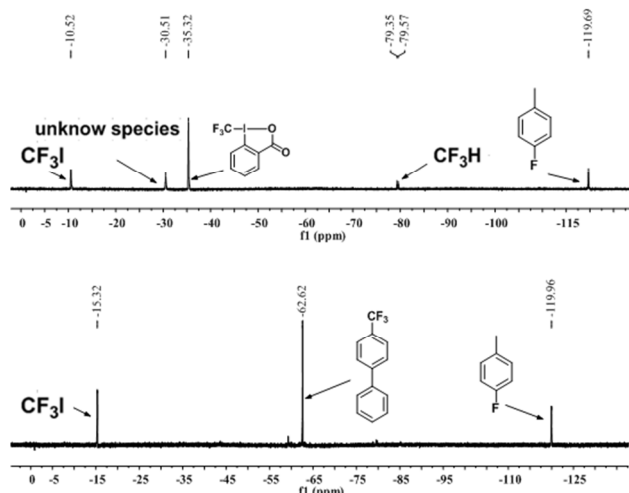 -10.52
-30.51
-35.32
-79.35
-79.57
-119.69
unknow species
CF3I
F3C I O
O
CF3H
F
0 -5 -10 -20 -30 -40 -50 -60 -70 -80 -90 -100 -115
f1 (ppm)
-15.32
-62.62
-119.96
CF3I
CF3
F
0 -5 -15 -25 -35 -45 -55 -65 -75 -85 -95 -110 -125
f1 (ppm)